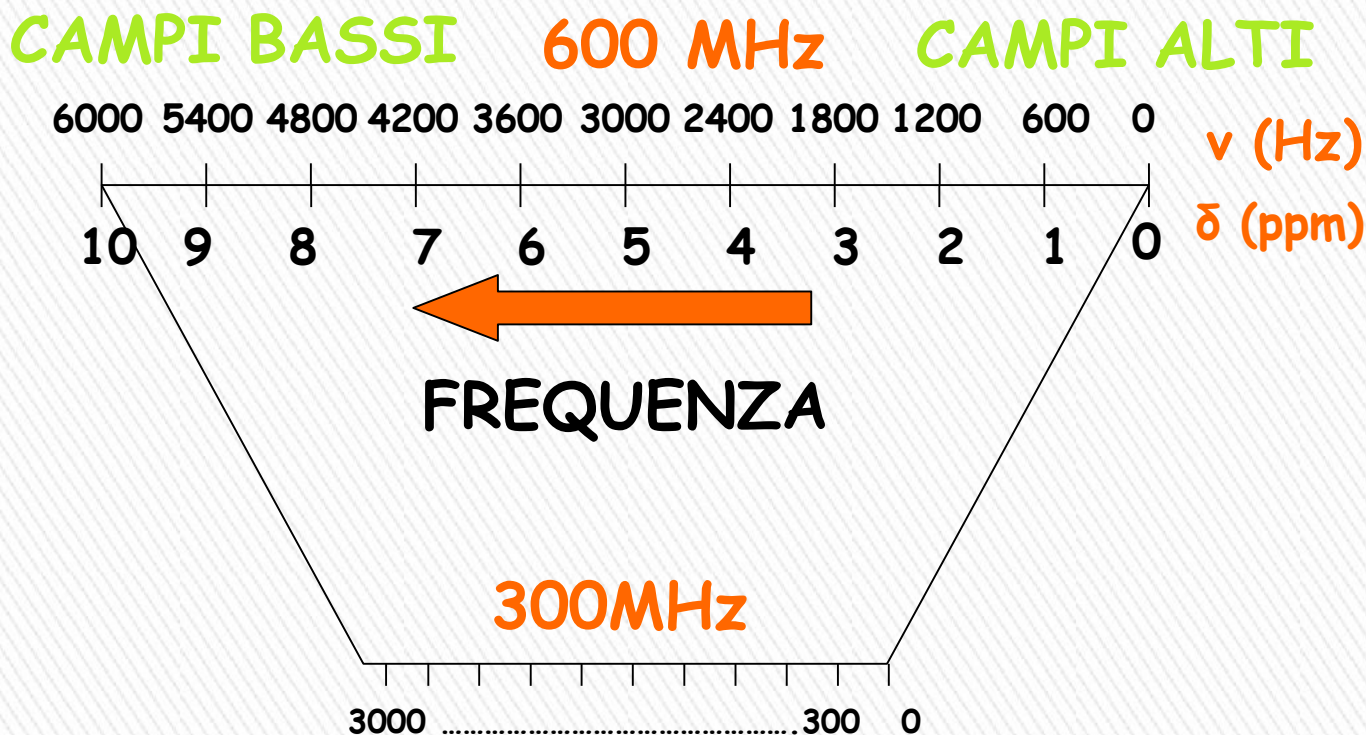 CAMPI BASSI 600 MHz CAMPI ALTI
6000 5400 4800 4200 3600 3000 2400 1800 1200 600 0
ν (Hz)
10 9 8 7 6 5 4 3 2 1 0
δ (ppm)
FREQUENZA
300MHz
3000 ................................................ 300 0